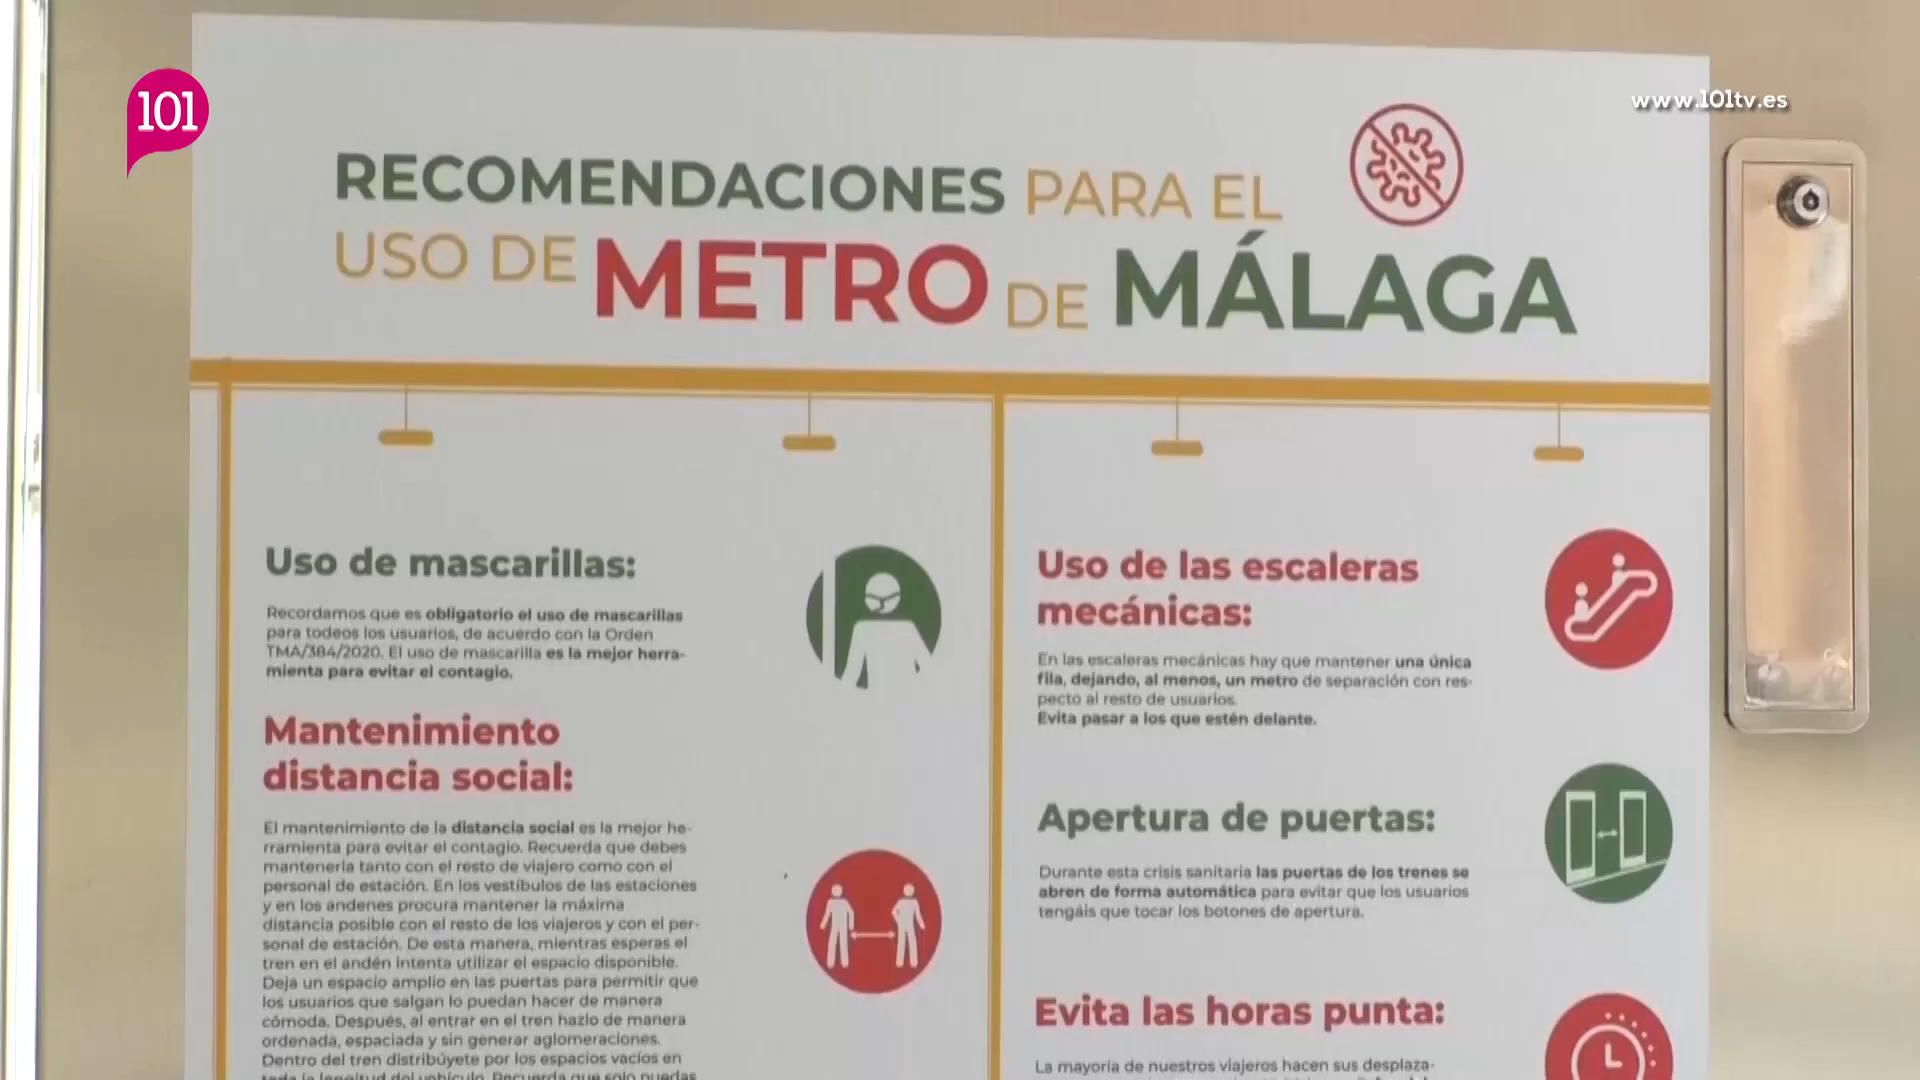 101
www.101tv.es
RECOMENDACIONES PARA EL
USO DE METRO DE MÁLAGA
Uso de mascarillas:
Recordamos que es obligatorio el uso de mascarillas
para todeos los usuarios, de acuerdo con la Orden
TMA/384/2020. El uso de mascarilla es la mejor herra-
mienta para evitar el contagio.
Mantenimiento
distancia social:
El mantenimiento de la distancia social es la mejor he-
rramienta para evitar el contagio. Recuerda que debes
mantenerla tanto con el resto de viajero como con el
personal de estación. En los vestíbulos de las estaciones
y en los andenes procura mantener la máxima
distancia posible con el resto de los viajeros y con el per-
sonal de estación. De esta manera, mientras esperas el
tren en el andén intenta utilizar el espacio disponible.
Deja un espacio amplio en las puertas para permitir que
los usuarios que salgan lo puedan hacer de manera
cómoda. Después, al entrar en el tren hazlo de manera
ordenada, espaciada y sin generar aglomeraciones.
Dentro del tren distribúyete por los espacios vacíos en
toda la longitud del vehículo. Recuerda que solo puedas
Uso de las escaleras
mecánicas:
En las escaleras mecánicas hay que mantener una única
fila, dejando, al menos, un metro de separación con res-
pecto al resto de usuarios.
Evita pasar a los que estén delante.
Apertura de puertas:
Durante esta crisis sanitaria las puertas de los trenes se
abren de forma automática para evitar que los usuarios
tengáis que tocar los botones de apertura.
Evita las horas punta:
La mayoría de nuestros viajeros hacen sus desplaza-